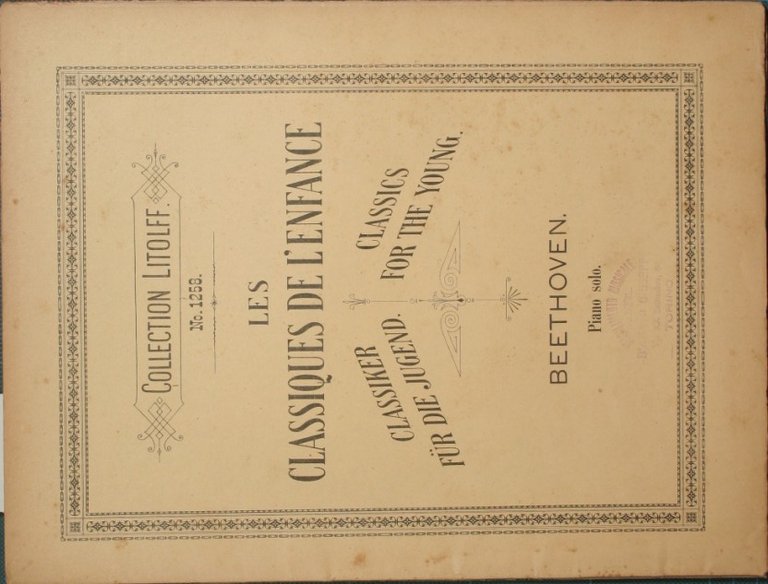 COLLECTION LITOLFF.
No. 1258.
LES
CLASSIQUES DE L'ENFANCE
CLASSIKER
FÜR DIE JUGEND.
CLASSICS
FOR THE YOUNG.
BEETHOVEN.
Piano solo.
TORINO